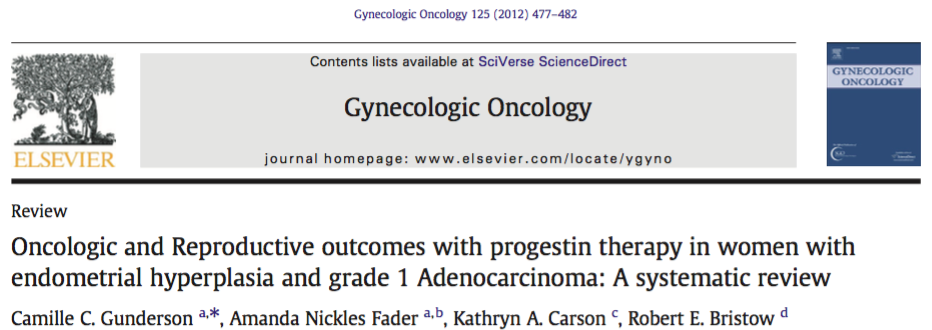 Gynecologic Oncology 125 (2012) 477–482
Contents lists available at SciVerse ScienceDirect
Gynecologic Oncology
journal homepage: www.elsevier.com/locate/ygyno
ELSEVIER
GYNECOLOGIC
ONCOLOGY
Review
Oncologic and Reproductive outcomes with progestin therapy in women with
endometrial hyperplasia and grade 1 Adenocarcinoma: A systematic review
Camille C. Gunderson a,*, Amanda Nickles Fader a,b, Kathryn A. Carson c, Robert E. Bristow d